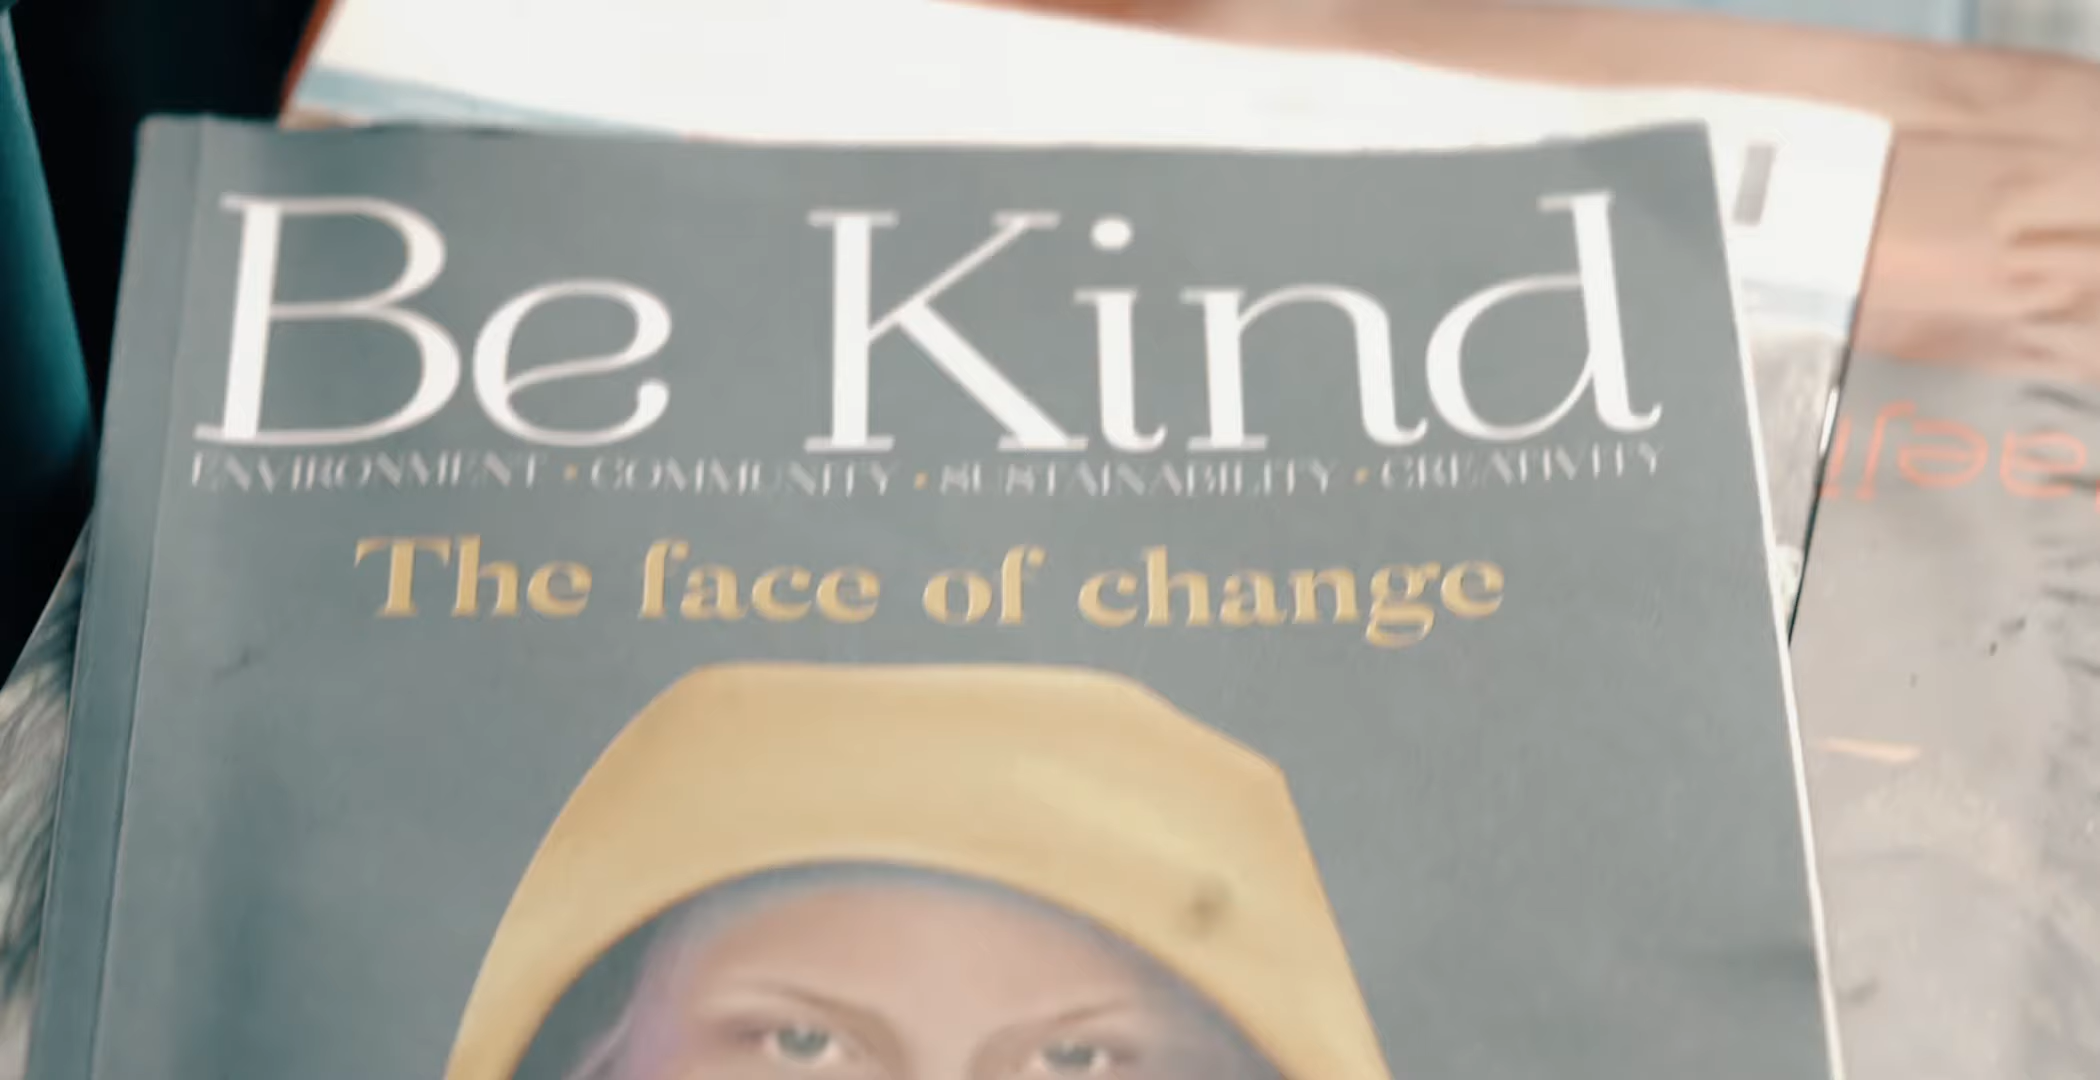 Be Kind
ENVIRONMENT • COMMUNITY • SUSTAINABILITY • CREATIVITY
The face of change